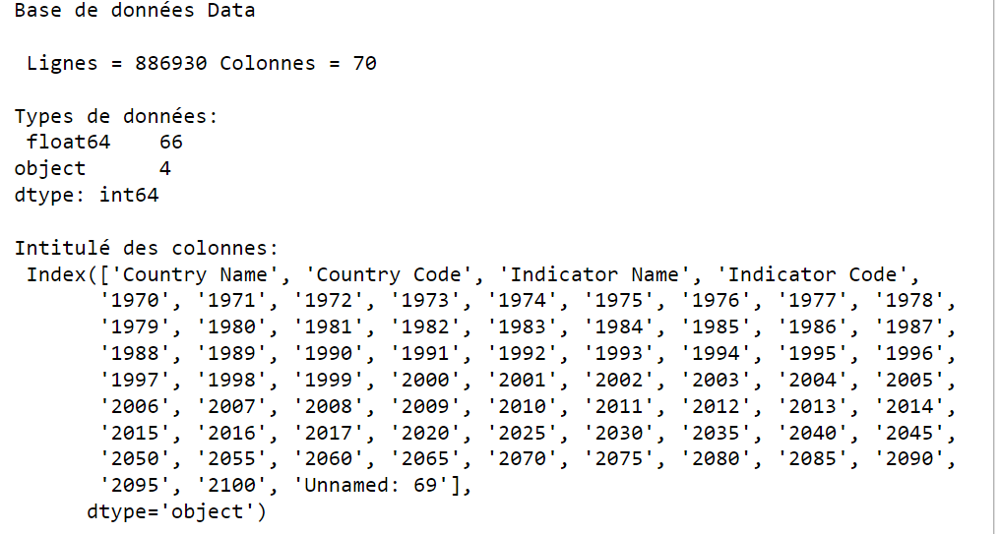 Base de données Data
Lignes = 886930 Colonnes = 70
Types de données:
float64 66
object 4
dtype: int64
Intitulé des colonnes:
Index(['Country Name', 'Country Code', 'Indicator Name', 'Indicator Code',
'1970', '1971', '1972', '1973', '1974', '1975', '1976', '1977', '1978',
'1979', '1980', '1981', '1982', '1983', '1984', '1985', '1986', '1987',
'1988', '1989', '1990', '1991', '1992', '1993', '1994', '1995', '1996',
'1997', '1998', '1999', '2000', '2001', '2002', '2003', '2004', '2005',
'2006', '2007', '2008', '2009', '2010', '2011', '2012', '2013', '2014',
'2015', '2016', '2017', '2020', '2025', '2030', '2035', '2040', '2045',
'2050', '2055', '2060', '2065', '2070', '2075', '2080', '2085', '2090',
'2095', '2100', 'Unnamed: 69'],
dtype='object')